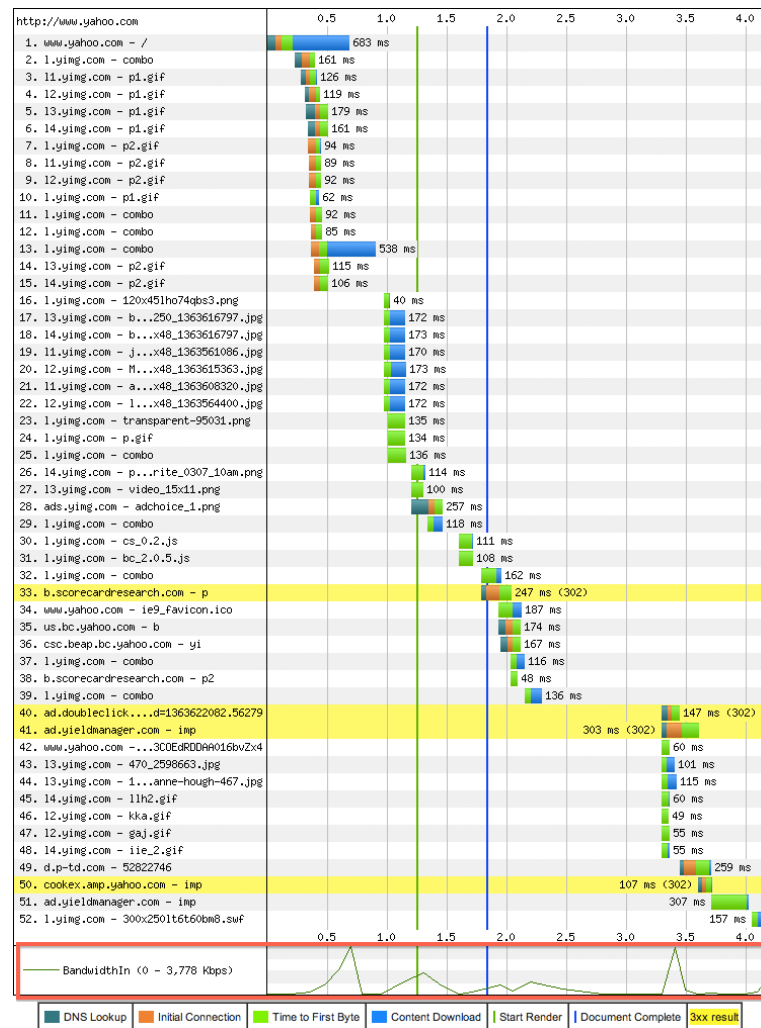 http://www.yahoo.com 0.5 1.0 1.5 2.0 2.5 3.0 3.5 4.0
1. www.yahoo.com - / 683 ms
2. l.yimg.com - combo 161 ms
3. l1.yimg.com - p1.gif 126 ms
4. l2.yimg.com - p1.gif 119 ms
5. l3.yimg.com - p1.gif 179 ms
6. l4.yimg.com - p1.gif 161 ms
7. l.yimg.com - p2.gif 94 ms
8. l1.yimg.com - p2.gif 89 ms
9. l2.yimg.com - p2.gif 92 ms
10. l.yimg.com - p1.gif 62 ms
11. l.yimg.com - combo 92 ms
12. l.yimg.com - combo 85 ms
13. l.yimg.com - combo 538 ms
14. l3.yimg.com - p2.gif 115 ms
15. l4.yimg.com - p2.gif 106 ms
16. l.yimg.com - 120x45lho74qbs3.png 40 ms
17. l3.yimg.com - b...250_1363616797.jpg 172 ms
18. l4.yimg.com - b...x48_1363616797.jpg 173 ms
19. l1.yimg.com - j...x48_1363561086.jpg 170 ms
20. l2.yimg.com - M...x48_1363615363.jpg 173 ms
21. l1.yimg.com - a...x48_1363608320.jpg 172 ms
22. l2.yimg.com - l...x48_1363564400.jpg 172 ms
23. l.yimg.com - transparent-95031.png 135 ms
24. l.yimg.com - p.gif 134 ms
25. l.yimg.com - combo 136 ms
26. l4.yimg.com - p...rite_0307_10am.png 114 ms
27. l3.yimg.com - video_15x11.png 100 ms
28. ads.yimg.com - adchoice_1.png 257 ms
29. l.yimg.com - combo 118 ms
30. l.yimg.com - cs_0.2.js 111 ms
31. l.yimg.com - bc_2.0.5.js 108 ms
32. l.yimg.com - combo 162 ms
33. b.scorecardresearch.com - p 247 ms (302)
34. www.yahoo.com - ie9_favicon.ico 187 ms
35. us.bc.yahoo.com - b 174 ms
36. csc.beap.bc.yahoo.com - yi 167 ms
37. l.yimg.com - combo 116 ms
38. b.scorecardresearch.com - p2 48 ms
39. l.yimg.com - combo 136 ms
40. ad.doubleclick....d=1363622082.56279 147 ms (302)
41. ad.yieldmanager.com - imp 303 ms (302)
42. www.yahoo.com -...3COEdRDDAAO16bvZx4 60 ms
43. l3.yimg.com - 470_2598663.jpg 101 ms
44. l3.yimg.com - 1...anne-hough-467.jpg 115 ms
45. l4.yimg.com - llh2.gif 60 ms
46. l2.yimg.com - kka.gif 49 ms
47. l2.yimg.com - gaj.gif 55 ms
48. l4.yimg.com - iie_2.gif 55 ms
49. d.p-td.com - 52822746 259 ms
50. cookex.amp.yahoo.com - imp 107 ms (302)
51. ad.yieldmanager.com - imp 307 ms
52. l.yimg.com - 300x250lt6t60bm8.swf 157 ms
0.5 1.0 1.5 2.0 2.5 3.0 3.5 4.0
BandwidthIn (0 - 3,778 Kbps)
DNS Lookup Initial Connection Time to First Byte Content Download Start Render Document Complete 3xx result